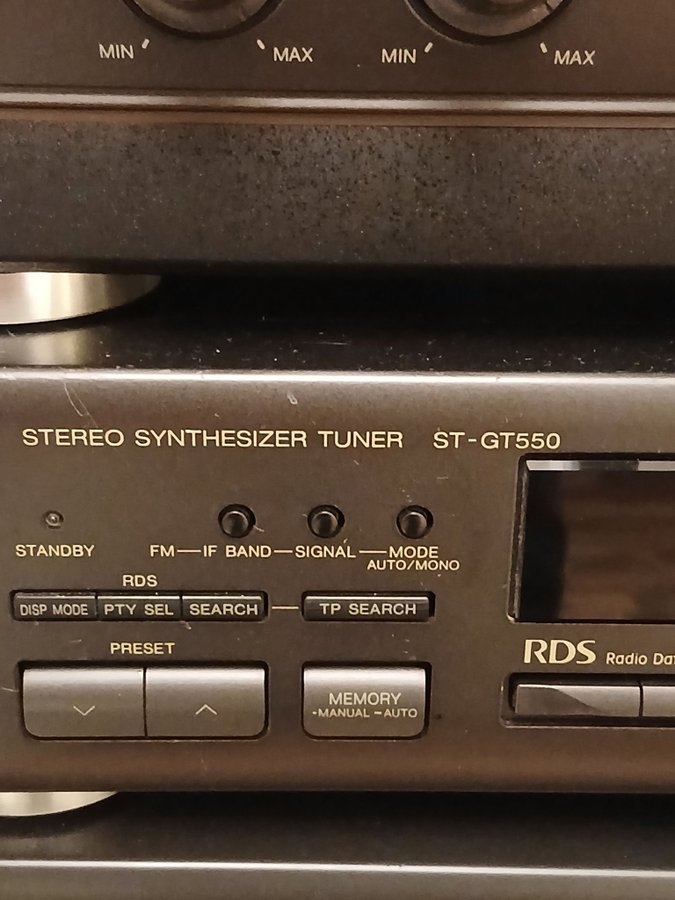 MIN MAX MIN MAX
STEREO SYNTHESIZER TUNER ST-GT550
STANDBY FM IF BAND SIGNAL MODE
AUTO/MONO
RDS
DISP MODE PTY SEL SEARCH TP SEARCH
PRESET
RDS Radio Dat
MEMORY
-MANUAL -AUTO